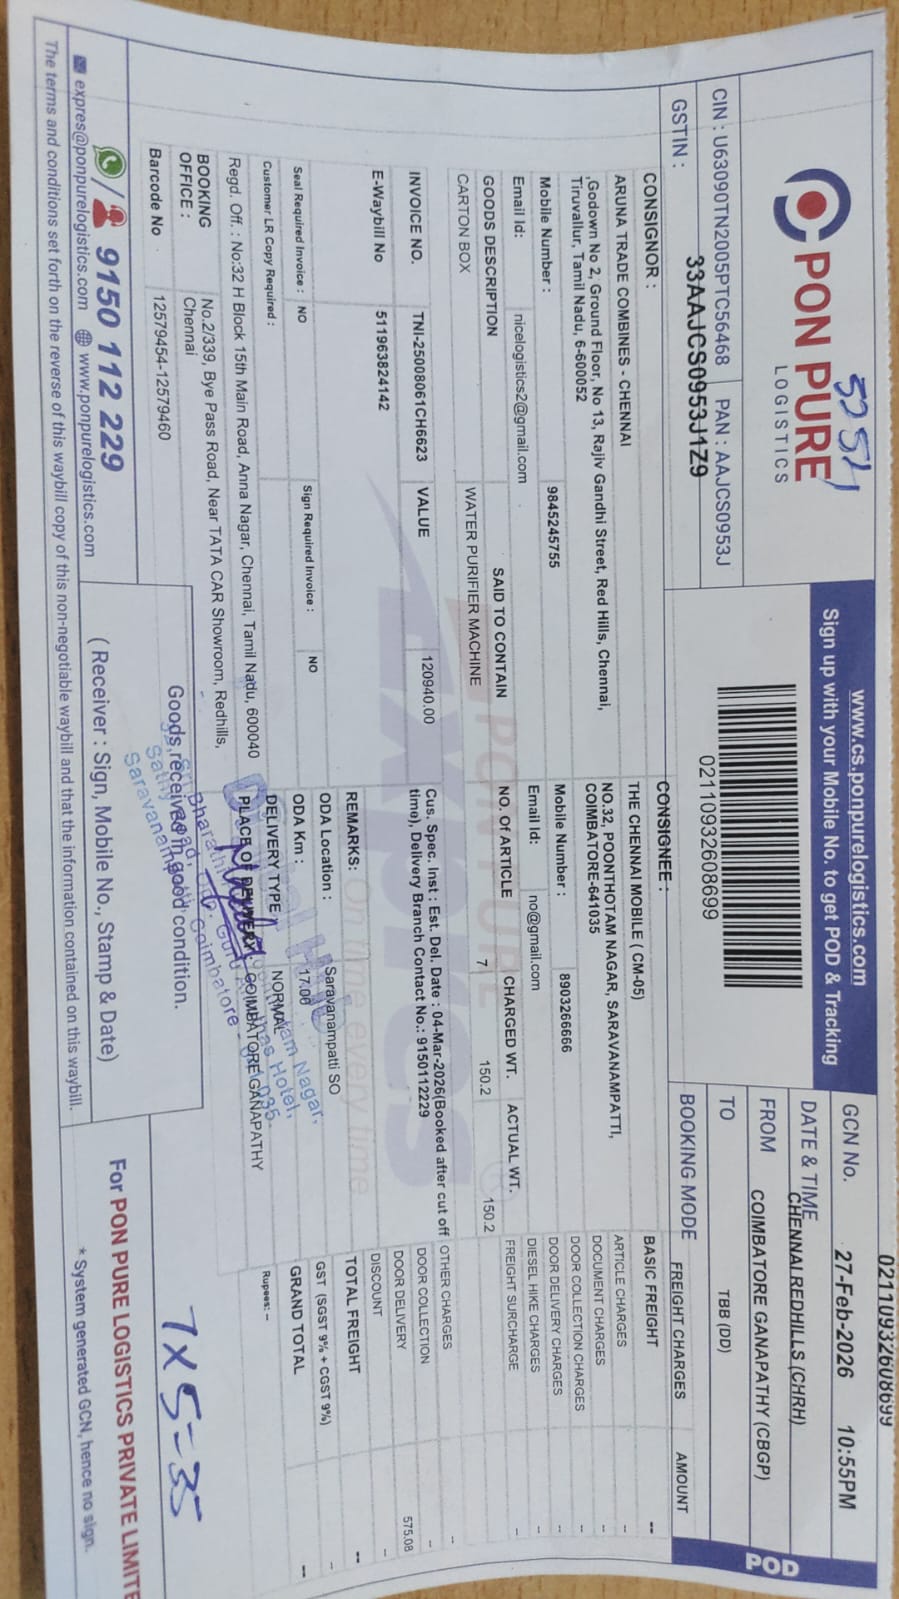 5254
PON PURE
LOGISTICS
CIN : U63090TN2005PTC56468 PAN : AAJCS0953J
GSTIN : 33AAJCS0953J1Z9
www.cs.ponpurelogistics.com
Sign up with your Mobile No. to get POD & Tracking
02110932608699
02110932608699
GCN No.
DATE & TIME 27-Feb-2026 10:55PM
FROM CHENNAI REDHILLS (CHRH)
TO COIMBATORE GANAPATHY (CBGP)
BOOKING MODE TBB (DD)
POD
CONSIGNOR :
ARUNA TRADE COMBINES - CHENNAI
,Godown No 2, Ground Floor, No 13, Rajiv Gandhi Street, Red Hills, Chennai,
Tiruvallur, Tamil Nadu, 6-600052
Mobile Number : 9845245755
Email Id: nicelogistics2@gmail.com
CONSIGNEE :
THE CHENNAI MOBILE ( CM-05)
NO.32, POONTHOTAM NAGAR, SARAVANAMPATTI,
COIMBATORE-641035
Mobile Number : 8903266666
Email Id: no@gmail.com
GOODS DESCRIPTION SAID TO CONTAIN NO. Of ARTICLE CHARGED WT. ACTUAL WT.
CARTON BOX WATER PURIFIER MACHINE 7 150.2 150.2
INVOICE NO. TNI-25008061CH6623 VALUE 120940.00
E-Waybill No 511963824142
Cus. Spec. Inst : Est. Del. Date : 04-Mar-2026(Booked after cut off
time), Delivery Branch Contact No.: 9150112229
REMARKS:
Seal Required Invoice : NO Sign Required Invoice : NO
Customer LR Copy Required :
ODA Location : Saravanampatti SO
ODA Km : 17.00
DELIVERY TYPE NORMAL
PLACE OF DELIVERY COIMBATORE GANAPATHY
Regd. Off. : No:32 H Block 15th Main Road, Anna Nagar, Chennai, Tamil Nadu, 600040
BOOKING OFFICE : No.2/339, Bye Pass Road, Near TATA CAR Showroom, Redhills,
Chennai
Barcode No 12579454-12579460
FREIGHT CHARGES AMOUNT
BASIC FREIGHT --
ARTICLE CHARGES --
DOCUMENT CHARGES --
DOOR COLLECTION CHARGES --
DOOR DELIVERY CHARGES --
DIESEL HIKE CHARGES --
FREIGHT SURCHARGE --
OTHER CHARGES --
DOOR COLLECTION --
DOOR DELIVERY 575.08
DISCOUNT --
TOTAL FREIGHT --
GST (SGST 9% + CGST 9%) --
GRAND TOTAL --
Rupees: --
PON PURE
EXPRESS
On time every time
Nagar,
Hotel,
Coimbatore
Saravanampatti
Goods received in good condition.
( Receiver : Sign, Mobile No., Stamp & Date)
7 X 5 - 35
For PON PURE LOGISTICS PRIVATE LIMITE
* System generated GCN, hence no sign.
9150 112 229
expres@ponpurelogistics.com www.ponpurelogistics.com
The terms and conditions set forth on the reverse of this waybill copy of this non-negotiable waybill and that the information contained on this waybill.